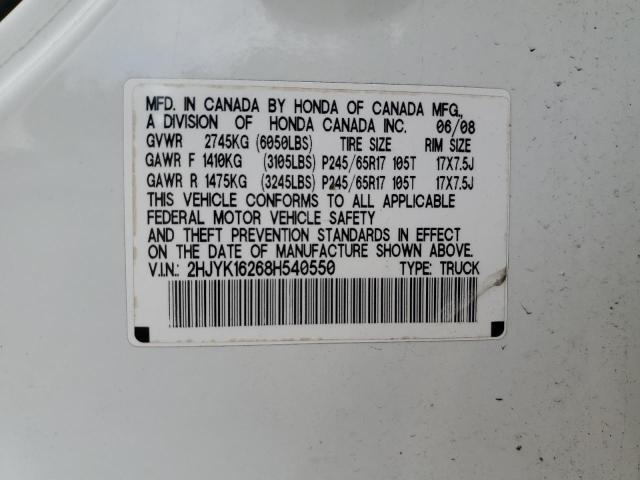 MFD. IN CANADA BY HONDA OF CANADA MFG.,
A DIVISION OF HONDA CANADA INC. 06/08
GVWR 2745KG (6050LBS) TIRE SIZE RIM SIZE
GAWR F 1410KG (3105LBS) P245/65R17 105T 17X7.5J
GAWR R 1475KG (3245LBS) P245/65R17 105T 17X7.5J
THIS VEHICLE CONFORMS TO ALL APPLICABLE
FEDERAL MOTOR VEHICLE SAFETY
AND THEFT PREVENTION STANDARDS IN EFFECT
ON THE DATE OF MANUFACTURE SHOWN ABOVE.
V.I.N.: 2HJYK16268H540550 TYPE: TRUCK